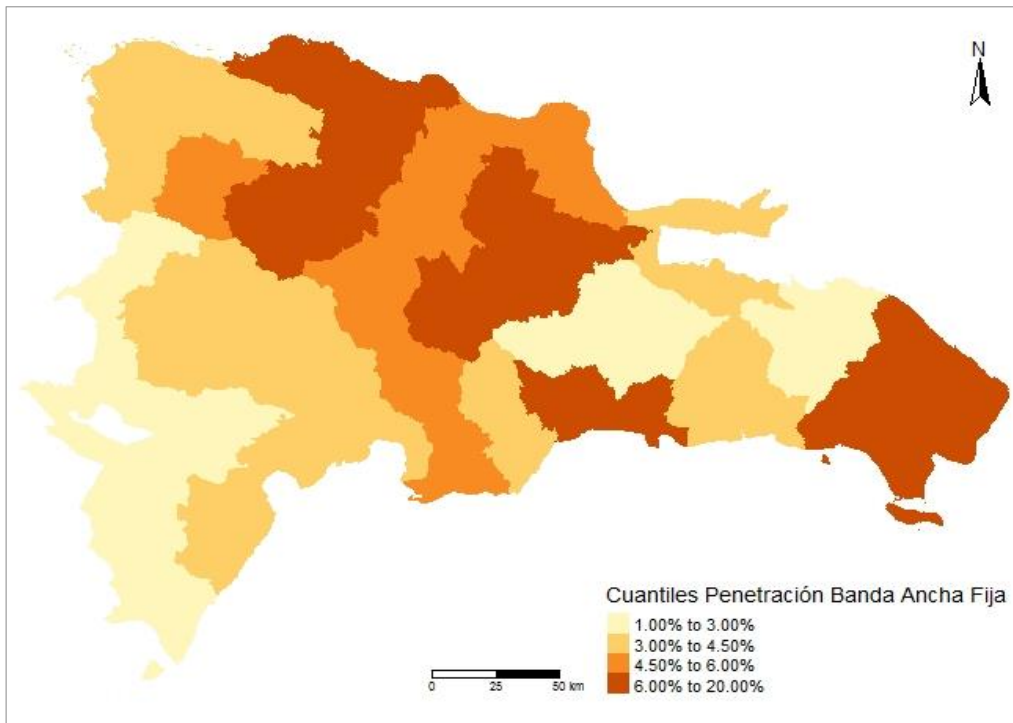 N
Cuantiles Penetración Banda Ancha Fija
1.00% to 3.00%
3.00% to 4.50%
4.50% to 6.00%
6.00% to 20.00%
0 25 50 km